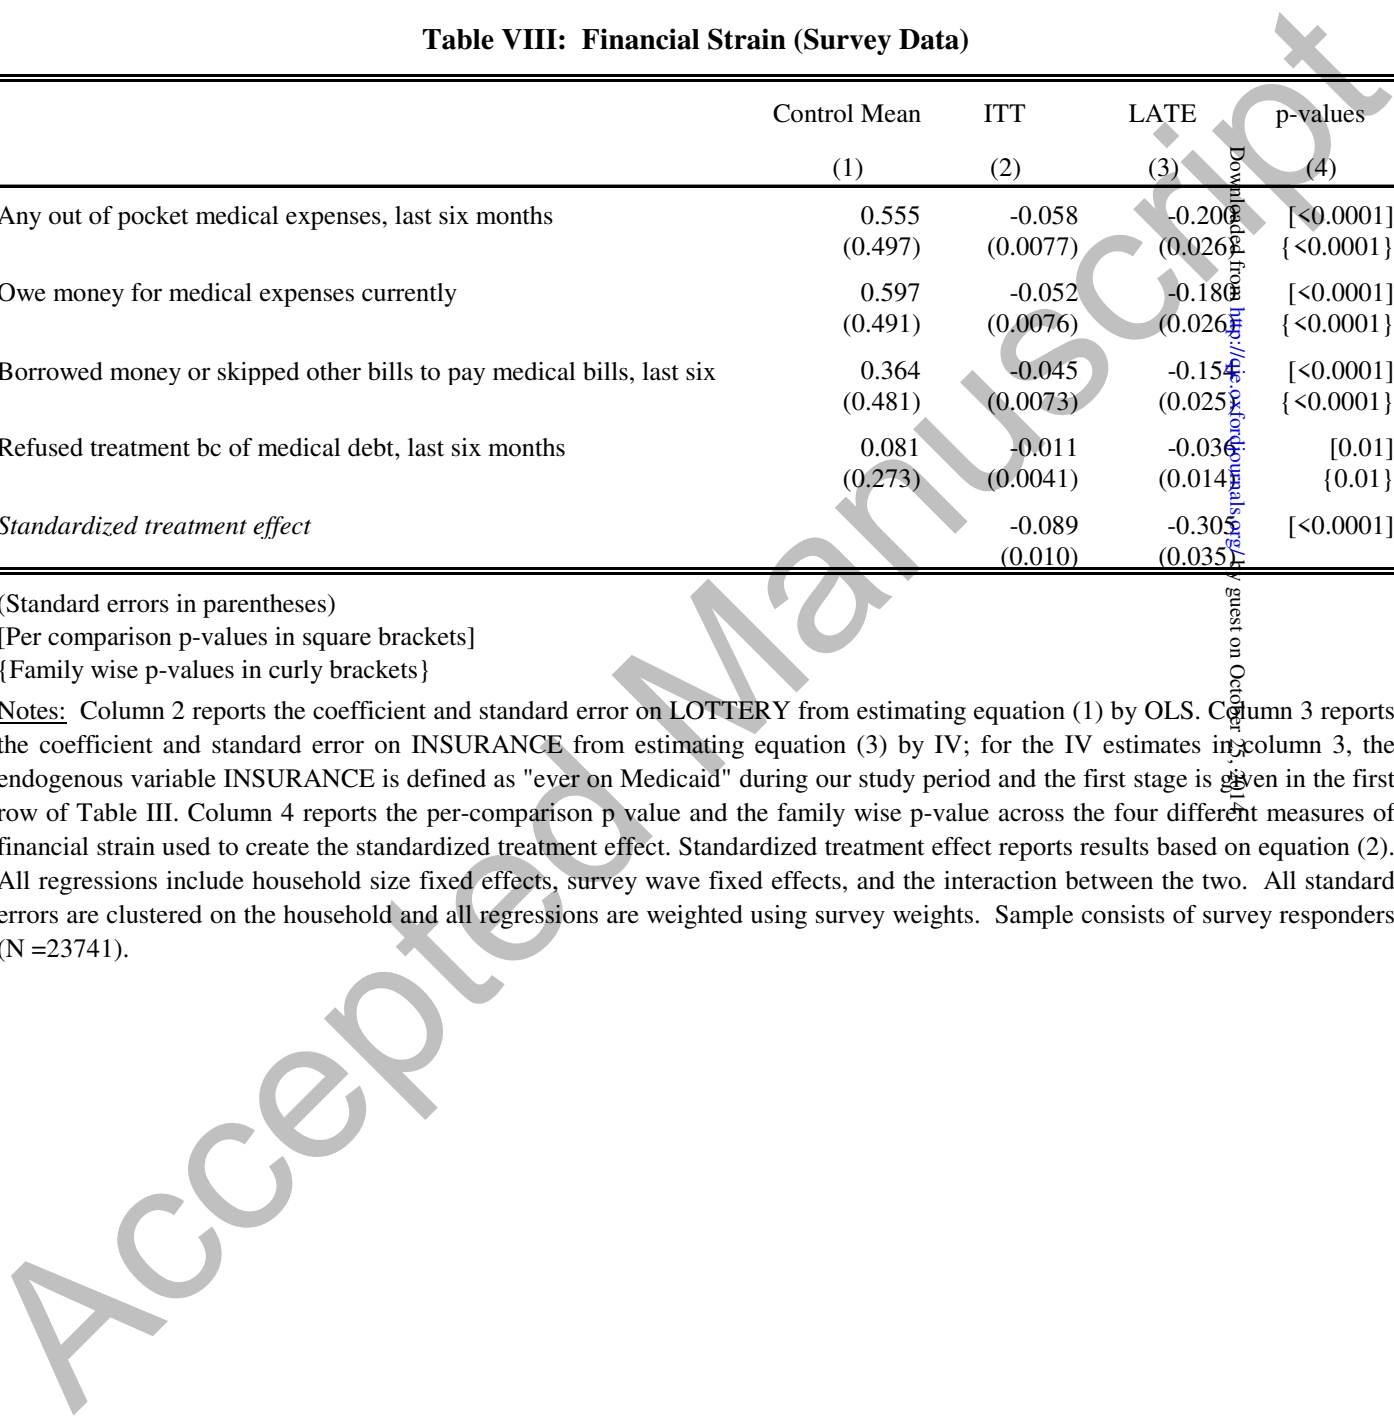 Table VIII: Financial Strain (Survey Data)
Control Mean ITT LATE p-values
(1) (2) (3) (4)
Any out of pocket medical expenses, last six months 0.555 -0.058 -0.200 [<0.0001]
(0.497) (0.0077) (0.026) {<0.0001}
Owe money for medical expenses currently 0.597 -0.052 -0.180 [<0.0001]
(0.491) (0.0076) (0.026) {<0.0001}
Borrowed money or skipped other bills to pay medical bills, last six 0.364 -0.045 -0.154 [<0.0001]
(0.481) (0.0073) (0.025) {<0.0001}
Refused treatment bc of medical debt, last six months 0.081 -0.011 -0.036 [0.01]
(0.273) (0.0041) (0.014) {0.01}
Standardized treatment effect -0.089 -0.305 [<0.0001]
(0.010) (0.035)
(Standard errors in parentheses)
[Per comparison p-values in square brackets]
{Family wise p-values in curly brackets}
Notes: Column 2 reports the coefficient and standard error on LOTTERY from estimating equation (1) by OLS. Column 3 reports
the coefficient and standard error on INSURANCE from estimating equation (3) by IV; for the IV estimates in column 3, the
endogenous variable INSURANCE is defined as "ever on Medicaid" during our study period and the first stage is given in the first
row of Table III. Column 4 reports the per-comparison p value and the family wise p-value across the four different measures of
financial strain used to create the standardized treatment effect. Standardized treatment effect reports results based on equation (2).
All regressions include household size fixed effects, survey wave fixed effects, and the interaction between the two. All standard
errors are clustered on the household and all regressions are weighted using survey weights. Sample consists of survey responders
(N =23741).
Downloaded from http://qje.oxfordjournals.org/ by guest on October 25, 2014
Accepted Manuscript